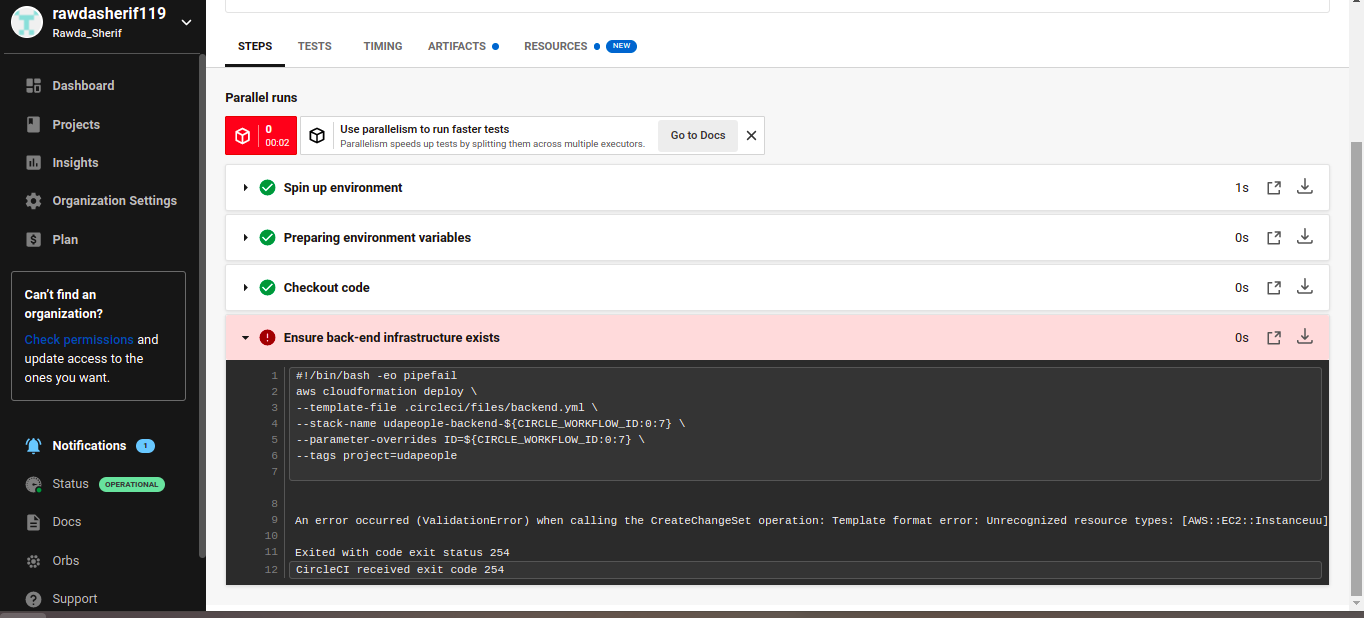 rawdasherif119
Rawda_Sherif
Dashboard
Projects
Insights
Organization Settings
$ Plan
Can't find an
organization?
Check permissions and
update access to the
ones you want.
Notifications 1
Status OPERATIONAL
Docs
Orbs
? Support
STEPS TESTS TIMING ARTIFACTS RESOURCES NEW
Parallel runs
0
00:02
Use parallelism to run faster tests
Parallelism speeds up tests by splitting them across multiple executors.
Go to Docs
Spin up environment 1s
Preparing environment variables 0s
Checkout code 0s
! Ensure back-end infrastructure exists 0s
1 #!/bin/bash -eo pipefail
2 aws cloudformation deploy \
3 --template-file .circleci/files/backend.yml \
4 --stack-name udapeople-backend-${CIRCLE_WORKFLOW_ID:0:7} \
5 --parameter-overrides ID=${CIRCLE_WORKFLOW_ID:0:7} \
6 --tags project=udapeople
7
8
9 An error occurred (ValidationError) when calling the CreateChangeSet operation: Template format error: Unrecognized resource types: [AWS::EC2::Instanceuu]
10
11 Exited with code exit status 254
12 CircleCI received exit code 254